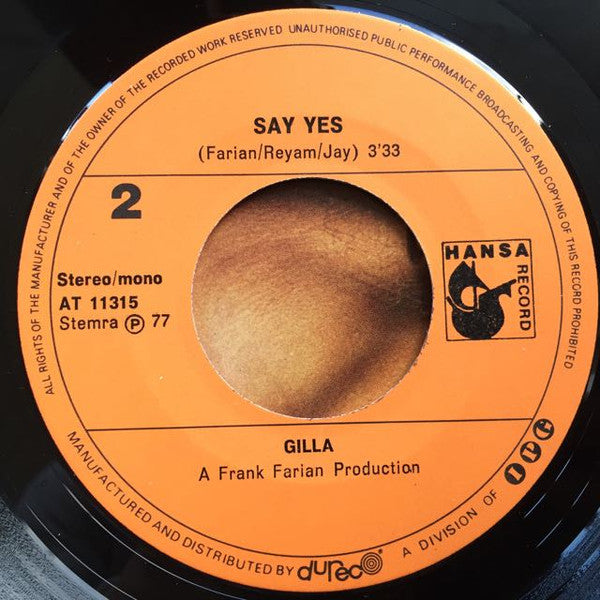 ALL RIGHTS OF THE MANUFACTURER AND OF THE OWNER OF THE RECORDED WORK RESERVED UNAUTHORISED PUBLIC PERFORMANCE BROADCASTING AND COPYING OF THIS RECORD PROHIBITED
SAY YES
(Farian/Reyam/Jay) 3'33
2
HANSA
RECORD
Stereo/mono
AT 11315
Stemra Ⓟ 77
GILLA
A Frank Farian Production
MANUFACTURED AND DISTRIBUTED BY dureco A DIVISION OF